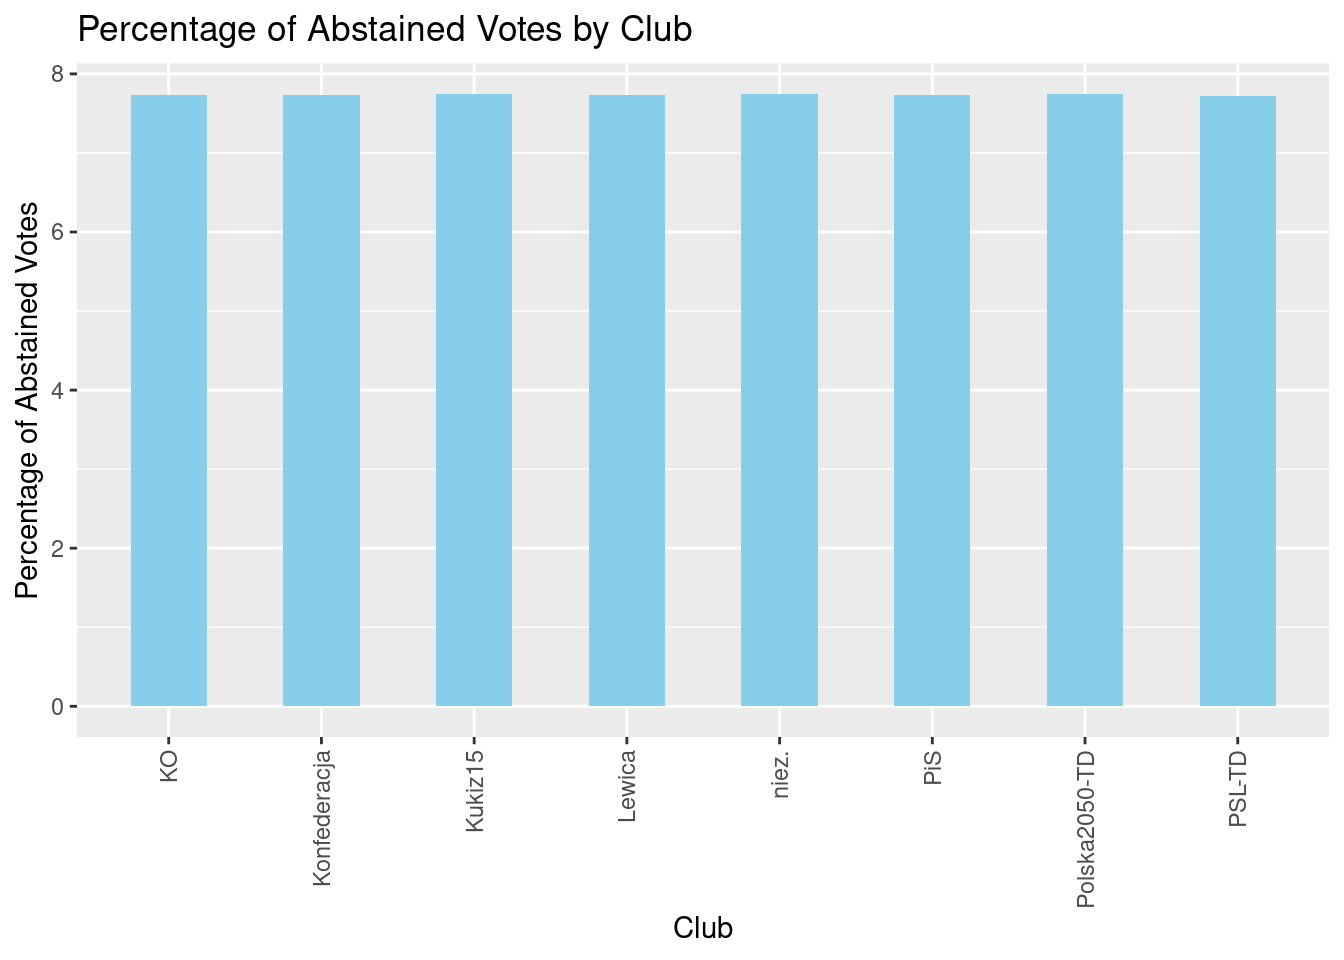 Percentage of Abstained Votes by Club
Percentage of Abstained Votes
8
6
4
2
0
KO
Konfederacja
Kukiz15
Lewica
niez.
PiS
Polska2050-TD
PSL-TD
Club